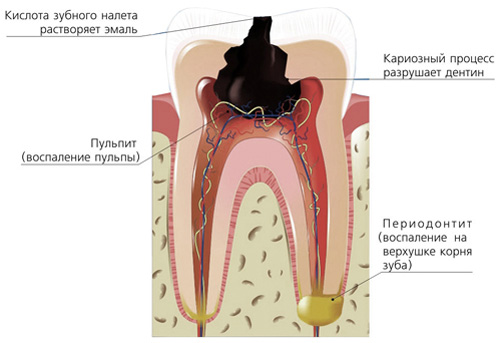 Кислота зубного налета
растворяет эмаль
Кариозный процесс
разрушает дентин
Пульпит
(воспаление пульпы)
Периодонтит
(воспаление на
верхушке корня
зуба)